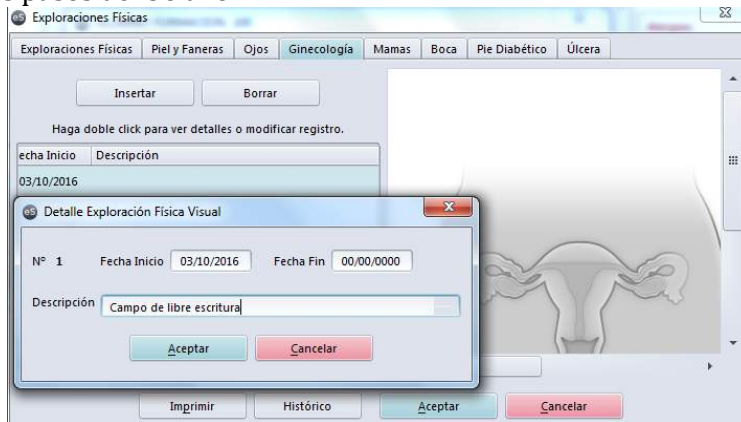 Exploraciones Físicas
Exploraciones Físicas Piel y Faneras Ojos Ginecología Mamas Boca Pie Diabético Úlcera
Insertar Borrar
Haga doble click para ver detalles o modificar registro.
echa Inicio Descripción
03/10/2016
eS Detalle Exploración Física Visual
Nº 1 Fecha Inicio 03/10/2016 Fecha Fin 00/00/0000
Descripción Campo de libre escritura
Aceptar Cancelar
Imprimir Histórico Aceptar Cancelar